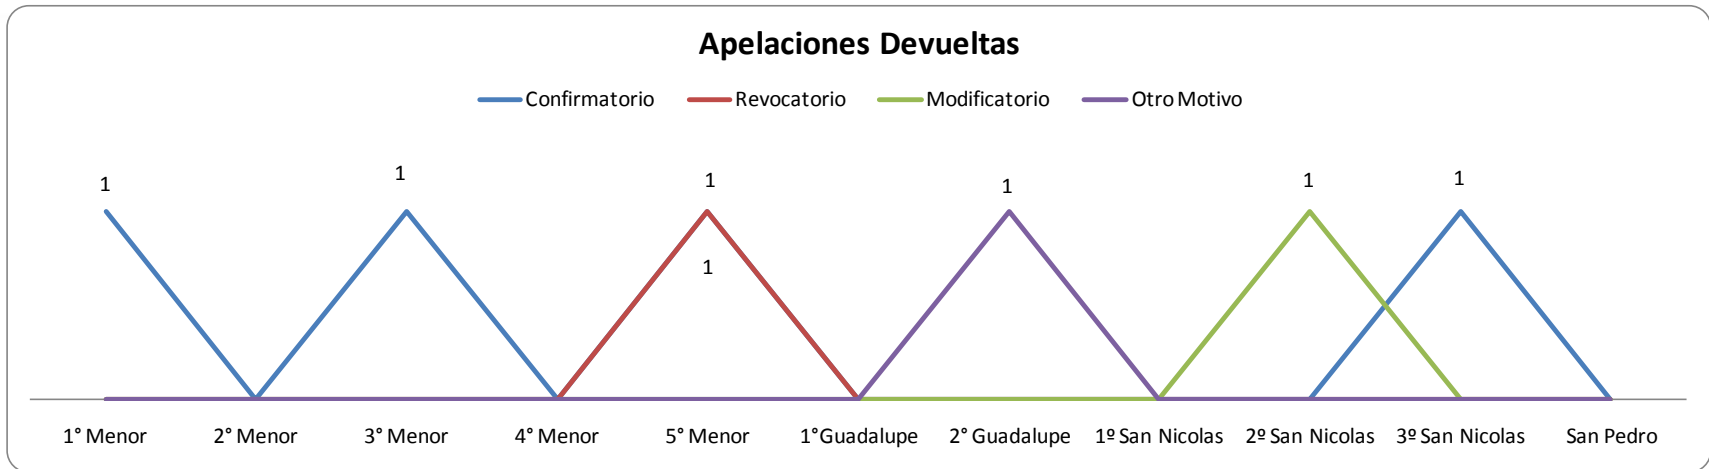 Apelaciones Devueltas
Confirmatorio Revocatorio Modificatorio Otro Motivo
1 1 1 1 1 1
1
1° Menor 2° Menor 3° Menor 4° Menor 5° Menor 1°Guadalupe 2° Guadalupe 1º San Nicolas 2º San Nicolas 3º San Nicolas San Pedro